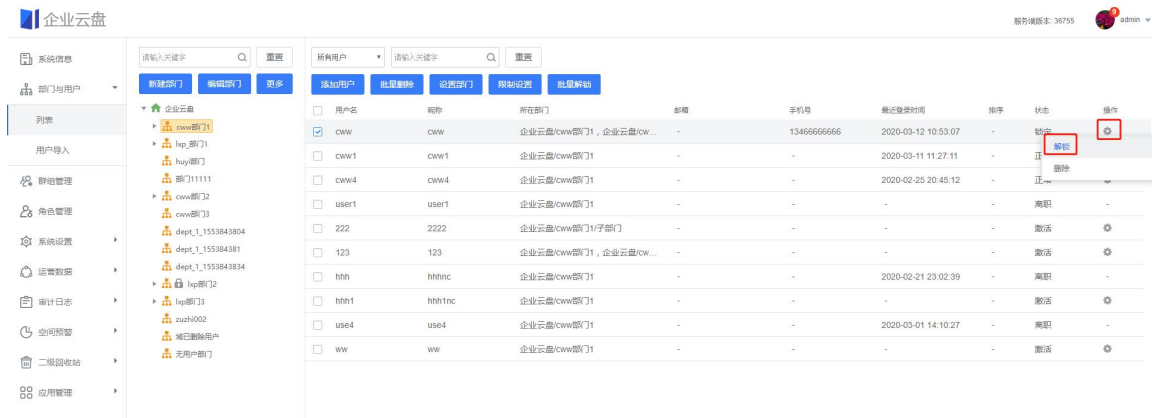 企业云盘
服务端版本: 36755
9
admin
系统信息
部门与用户
列表
用户导入
群组管理
角色管理
系统设置
运营数据
审计日志
空间预警
二级回收站
应用管理
请输入关键字
重置
新建部门 编辑部门 更多
企业云盘
cww部门1
lxp_部门1
huyi部门
部门11111
cww部门2
cww部门3
dept_1_1553843804
dept_1_155384381
dept_1_1553843834
lxp部门2
lxp部门3
zuzhi002
域已删除用户
无用户部门
所有用户 请输入关键字 重置
添加用户 批量删除 设置部门 限制设置 批量解锁
用户名 昵称 所在部门 邮箱 手机号 最近登录时间 排序 状态 操作
cww cww 企业云盘/cww部门1 , 企业云盘/cw... - 13466666666 2020-03-12 10:53:07 - 锁定
解锁
删除
cww1 cww1 企业云盘/cww部门1 - - 2020-03-11 11:27:11 - 正
cww4 cww4 企业云盘/cww部门1 - - 2020-02-25 20:45:12 - 正常
user1 user1 企业云盘/cww部门1 - - - - 离职 -
222 2222 企业云盘/cww部门1/子部门 - - - - 激活
123 123 企业云盘/cww部门1 , 企业云盘/cw... - - - - 激活
hhh hhhnc 企业云盘/cww部门1 - - 2020-02-21 23:02:39 - 离职 -
hhh1 hhh1nc 企业云盘/cww部门1 - - - - 激活
use4 use4 企业云盘/cww部门1 - - 2020-03-01 14:10:27 - 离职 -
ww ww 企业云盘/cww部门1 - - - - 激活